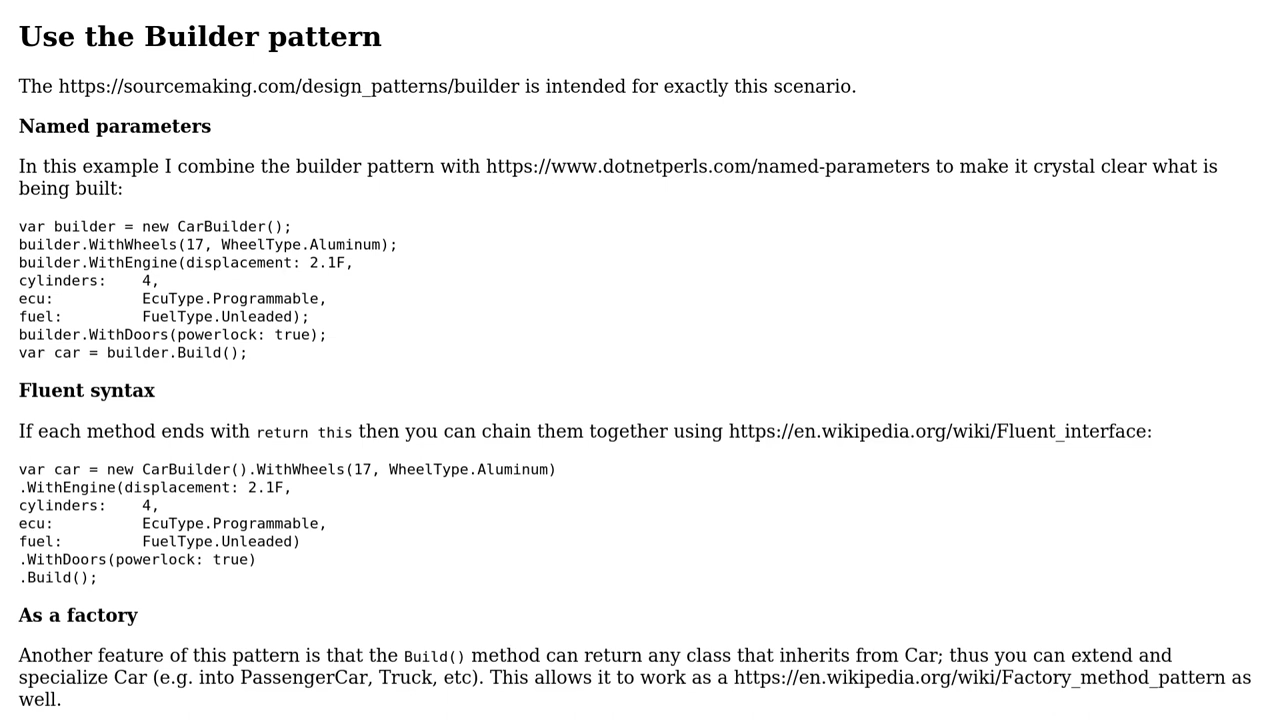 Use the Builder pattern
The https://sourcemaking.com/design_patterns/builder is intended for exactly this scenario.
Named parameters
In this example I combine the builder pattern with https://www.dotnetperls.com/named-parameters to make it crystal clear what is
being built:
var builder = new CarBuilder();
builder.WithWheels(17, WheelType.Aluminum);
builder.WithEngine(displacement: 2.1F,
cylinders:    4,
ecu:          EcuType.Programmable,
fuel:         FuelType.Unleaded);
builder.WithDoors(powerlock: true);
var car = builder.Build();
Fluent syntax
If each method ends with return this then you can chain them together using https://en.wikipedia.org/wiki/Fluent_interface:
var car = new CarBuilder().WithWheels(17, WheelType.Aluminum)
.WithEngine(displacement: 2.1F,
cylinders:    4,
ecu:          EcuType.Programmable,
fuel:         FuelType.Unleaded)
.WithDoors(powerlock: true)
.Build();
As a factory
Another feature of this pattern is that the Build() method can return any class that inherits from Car; thus you can extend and
specialize Car (e.g. into PassengerCar, Truck, etc). This allows it to work as a https://en.wikipedia.org/wiki/Factory_method_pattern as
well.